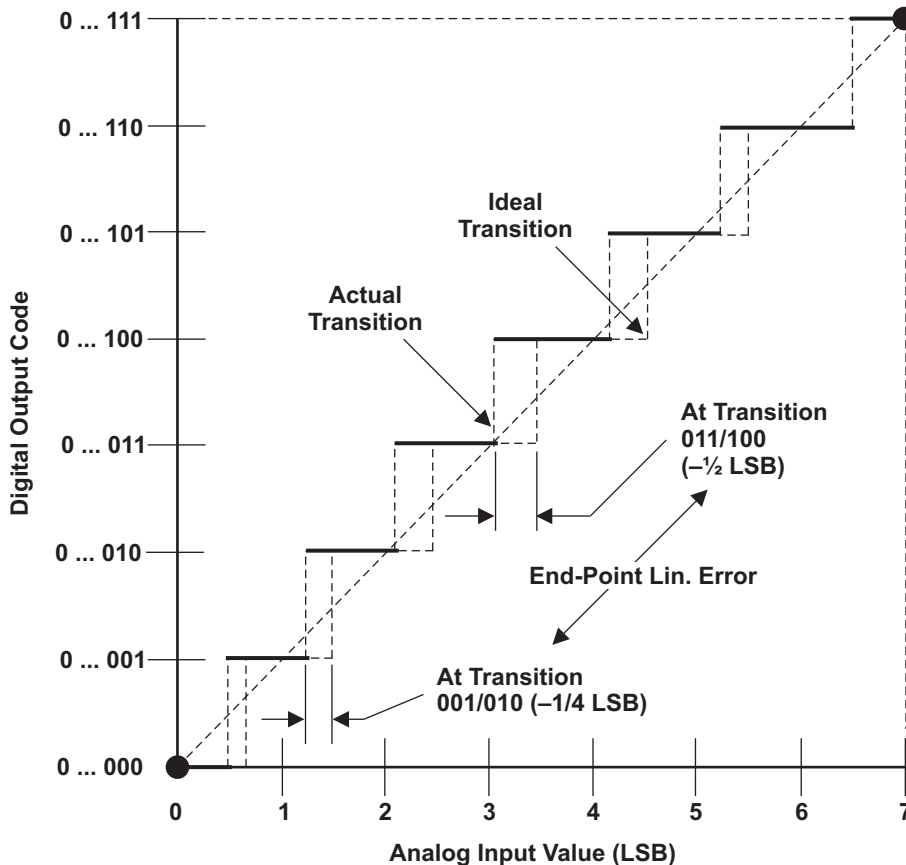 0 ... 111
0 ... 110
0 ... 101
0 ... 100
0 ... 011
0 ... 010
0 ... 001
0 ... 000
Digital Output Code
Ideal
Transition
Actual
Transition
At Transition
011/100
(–½ LSB)
End-Point Lin. Error
At Transition
001/010 (–1/4 LSB)
0 1 2 3 4 5 6 7
Analog Input Value (LSB)